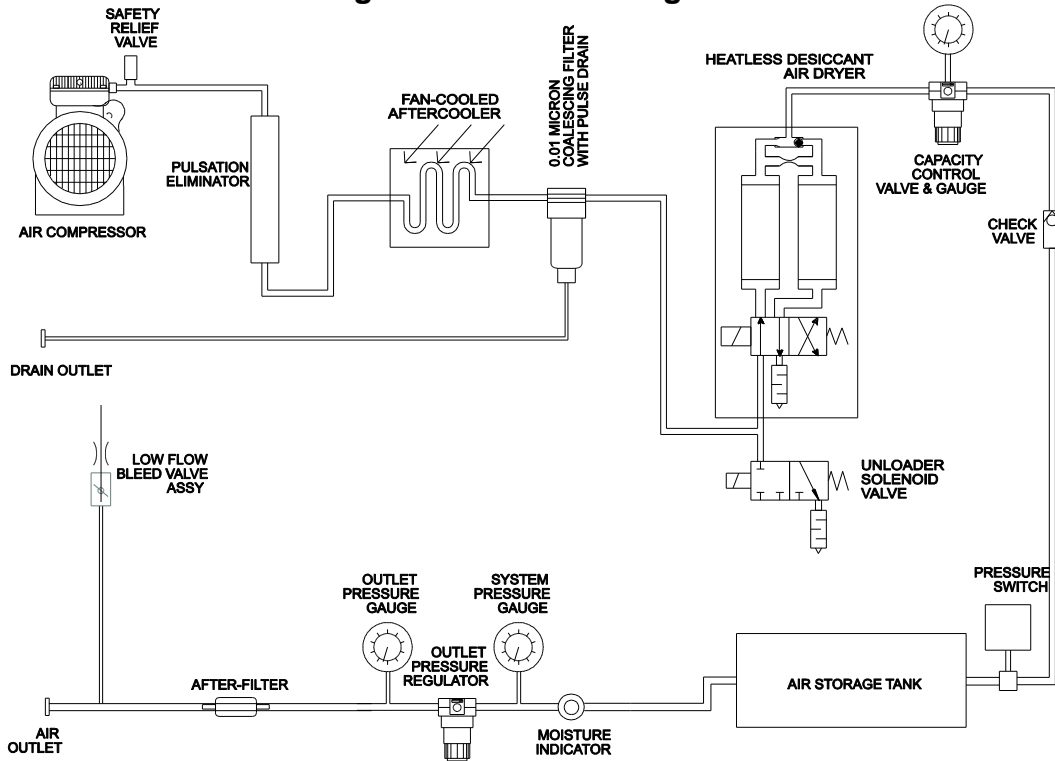 SAFETY
RELIEF
VALVE
AIR COMPRESSOR
PULSATION
ELIMINATOR
FAN-COOLED
AFTERCOOLER
0.01 MICRON
COALESCING FILTER
WITH PULSE DRAIN
HEATLESS DESICCANT
AIR DRYER
CAPACITY
CONTROL
VALVE & GAUGE
CHECK
VALVE
DRAIN OUTLET
LOW FLOW
BLEED VALVE
ASSY
UNLOADER
SOLENOID
VALVE
PRESSURE
SWITCH
OUTLET
PRESSURE
GAUGE
SYSTEM
PRESSURE
GAUGE
OUTLET
PRESSURE
REGULATOR
AFTER-FILTER
AIR STORAGE TANK
AIR
OUTLET
MOISTURE
INDICATOR